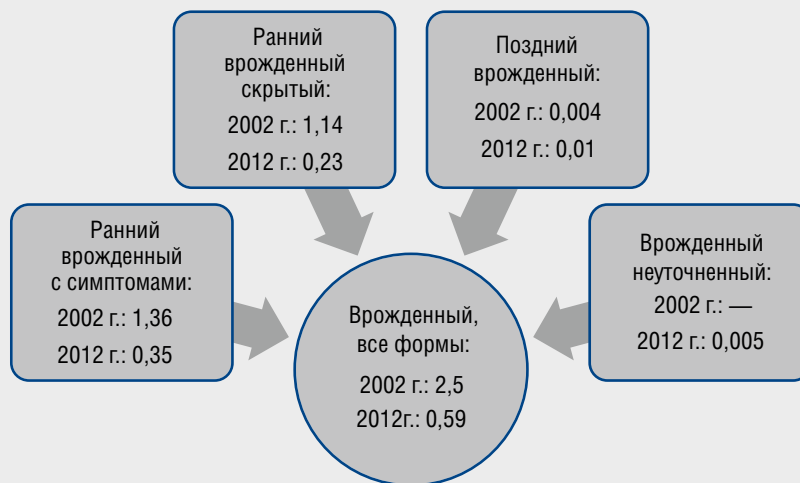 Ранний
врожденный
скрытый:
2002 г.: 1,14
2012 г.: 0,23
Поздний
врожденный:
2002 г.: 0,004
2012 г.: 0,01
Ранний
врожденный
с симптомами:
2002 г.: 1,36
2012 г.: 0,35
Врожденный,
все формы:
2002 г.: 2,5
2012г.: 0,59
Врожденный
неуточненный:
2002 г.: —
2012 г.: 0,005